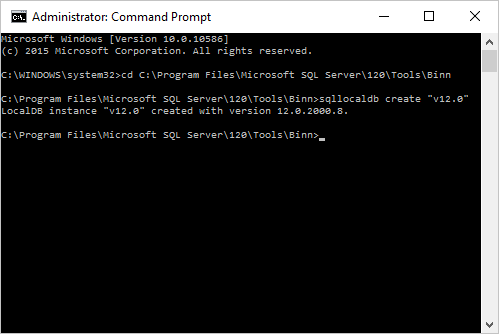 Administrator: Command Prompt
Microsoft Windows [Version 10.0.10586]
(c) 2015 Microsoft Corporation. All rights reserved.
C:\WINDOWS\system32>cd C:\Program Files\Microsoft SQL Server\120\Tools\Binn
C:\Program Files\Microsoft SQL Server\120\Tools\Binn>sqllocaldb create "v12.0"
LocalDB instance "v12.0" created with version 12.0.2000.8.
C:\Program Files\Microsoft SQL Server\120\Tools\Binn>